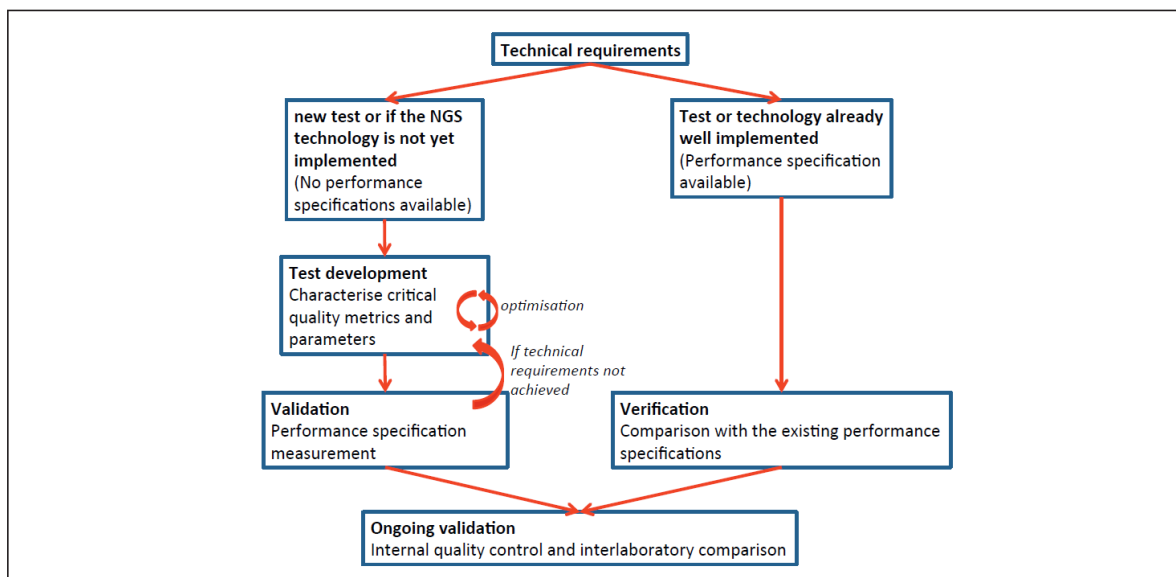 Technical requirements
new test or if the NGS
technology is not yet
implemented
(No performance
specifications available)
Test or technology already
well implemented
(Performance specification
available)
Test development
Characterise critical
quality metrics and
parameters
optimisation
If technical
requirements not
achieved
Validation
Performance specification
measurement
Verification
Comparison with the existing performance
specifications
Ongoing validation
Internal quality control and interlaboratory comparison